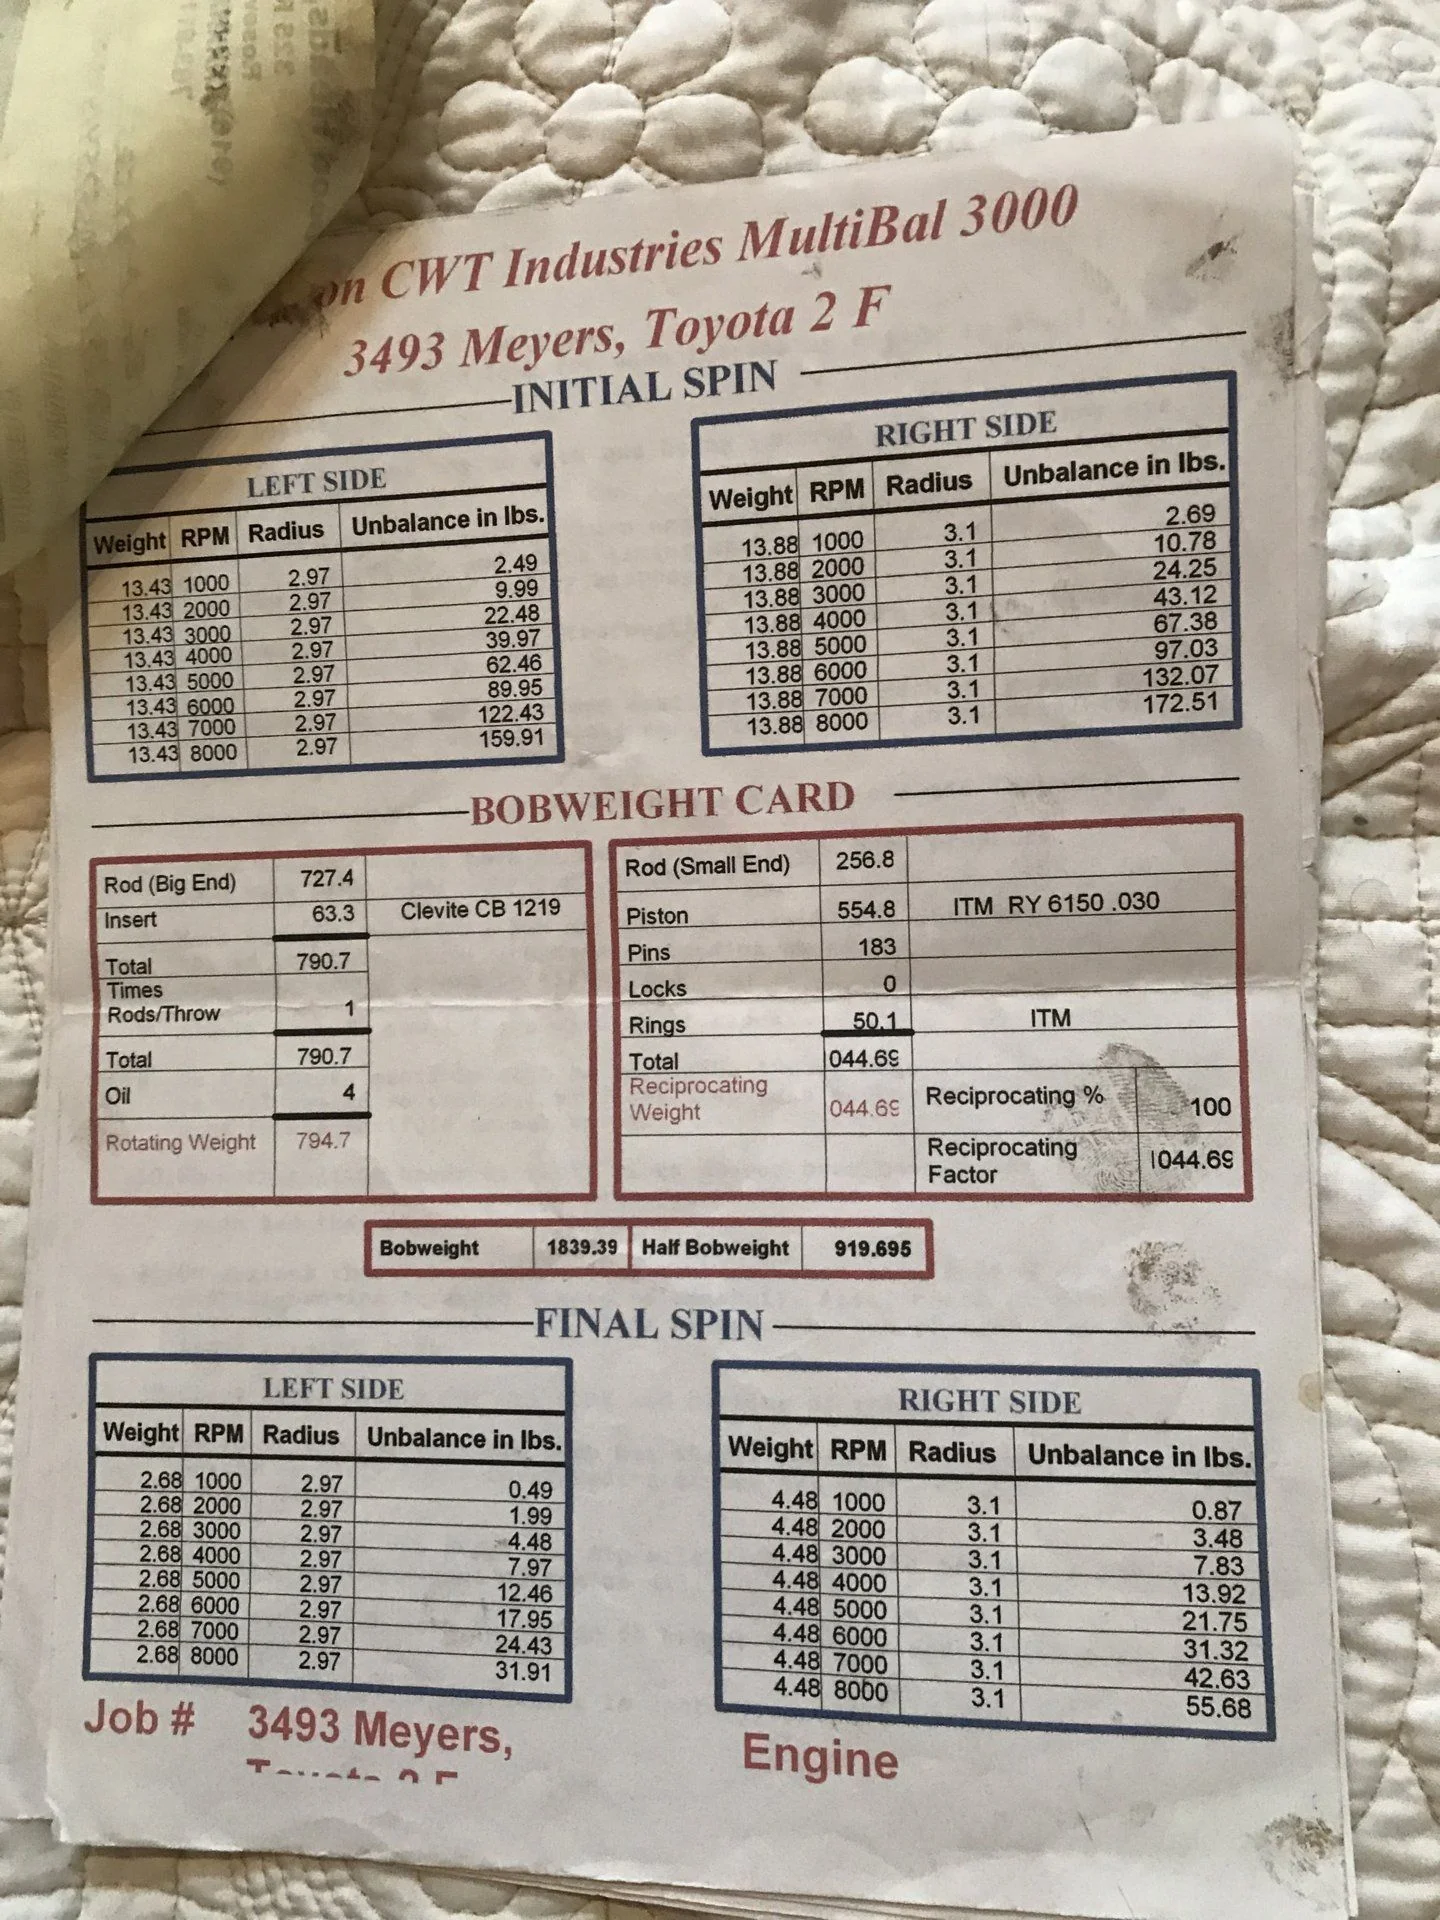 on CWT Industries MultiBal 3000
3493 Meyers, Toyota 2 F
INITIAL SPIN
LEFT SIDE
Weight RPM Radius Unbalance in lbs.
13.43 1000 2.97 2.49
13.43 2000 2.97 9.99
13.43 3000 2.97 22.48
13.43 4000 2.97 39.97
13.43 5000 2.97 62.46
13.43 6000 2.97 89.95
13.43 7000 2.97 122.43
13.43 8000 2.97 159.91
RIGHT SIDE
Weight RPM Radius Unbalance in lbs.
13.88 1000 3.1 2.69
13.88 2000 3.1 10.78
13.88 3000 3.1 24.25
13.88 4000 3.1 43.12
13.88 5000 3.1 67.38
13.88 6000 3.1 97.03
13.88 7000 3.1 132.07
13.88 8000 3.1 172.51
BOBWEIGHT CARD
Rod (Big End) 727.4
Insert 63.3 Clevite CB 1219
Total 790.7
Times
Rods/Throw 1
Total 790.7
Oil 4
Rotating Weight 794.7
Rod (Small End) 256.8
Piston 554.8 ITM RY 6150 .030
Pins 183
Locks 0
Rings 50.1 ITM
Total 044.69
Reciprocating
Weight 044.69 Reciprocating % 100
Reciprocating
Factor 1044.69
Bobweight 1839.39 Half Bobweight 919.695
FINAL SPIN
LEFT SIDE
Weight RPM Radius Unbalance in lbs.
2.68 1000 2.97 0.49
2.68 2000 2.97 1.99
2.68 3000 2.97 4.48
2.68 4000 2.97 7.97
2.68 5000 2.97 12.46
2.68 6000 2.97 17.95
2.68 7000 2.97 24.43
2.68 8000 2.97 31.91
RIGHT SIDE
Weight RPM Radius Unbalance in lbs.
4.48 1000 3.1 0.87
4.48 2000 3.1 3.48
4.48 3000 3.1 7.83
4.48 4000 3.1 13.92
4.48 5000 3.1 21.75
4.48 6000 3.1 31.32
4.48 7000 3.1 42.63
4.48 8000 3.1 55.68
Job # 3493 Meyers,
Engine